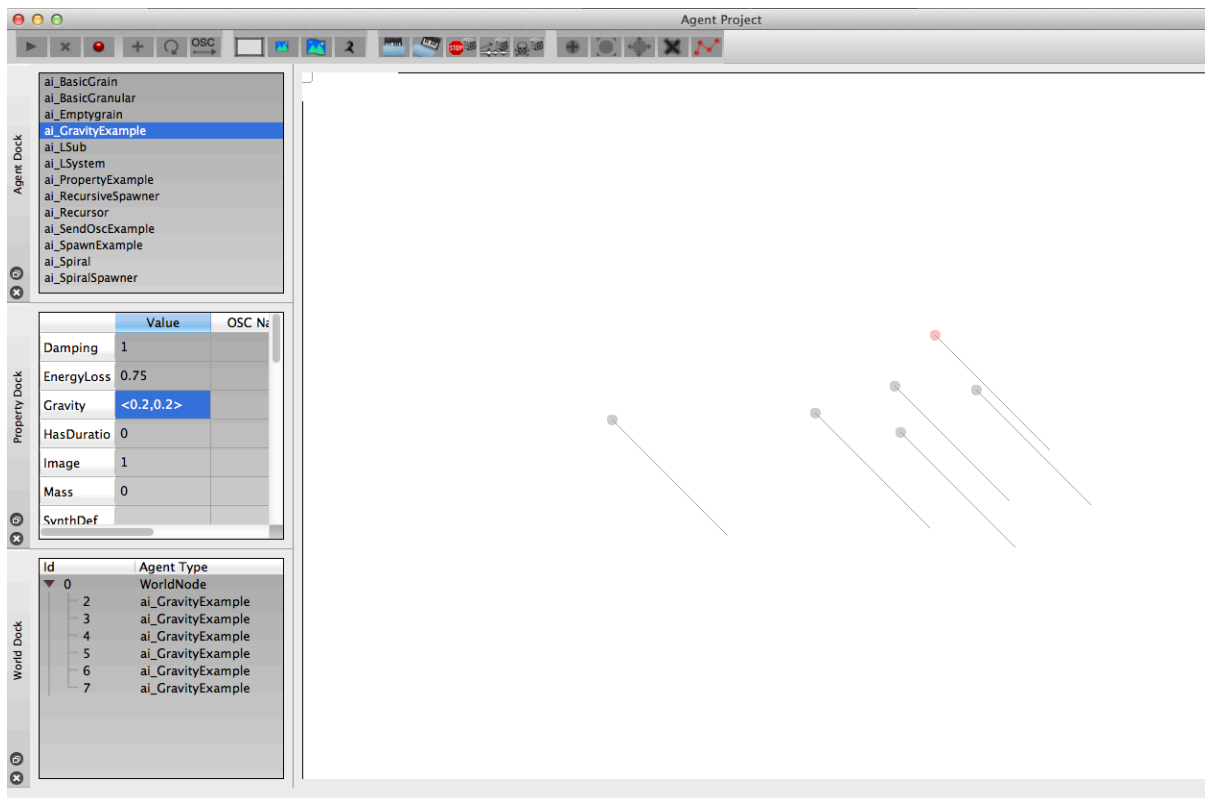 Agent Project
OSC
STOP
Agent Dock
ai_BasicGrain
ai_BasicGranular
ai_Emptygrain
ai_GravityExample
ai_LSub
ai_LSystem
ai_PropertyExample
ai_RecursiveSpawner
ai_Recursor
ai_SendOscExample
ai_SpawnExample
ai_Spiral
ai_SpiralSpawner
Property Dock
Value OSC Na
Damping 1
EnergyLoss 0.75
Gravity <0.2,0.2>
HasDuratio 0
Image 1
Mass 0
SynthDef
World Dock
Id Agent Type
0 WorldNode
2 ai_GravityExample
3 ai_GravityExample
4 ai_GravityExample
5 ai_GravityExample
6 ai_GravityExample
7 ai_GravityExample